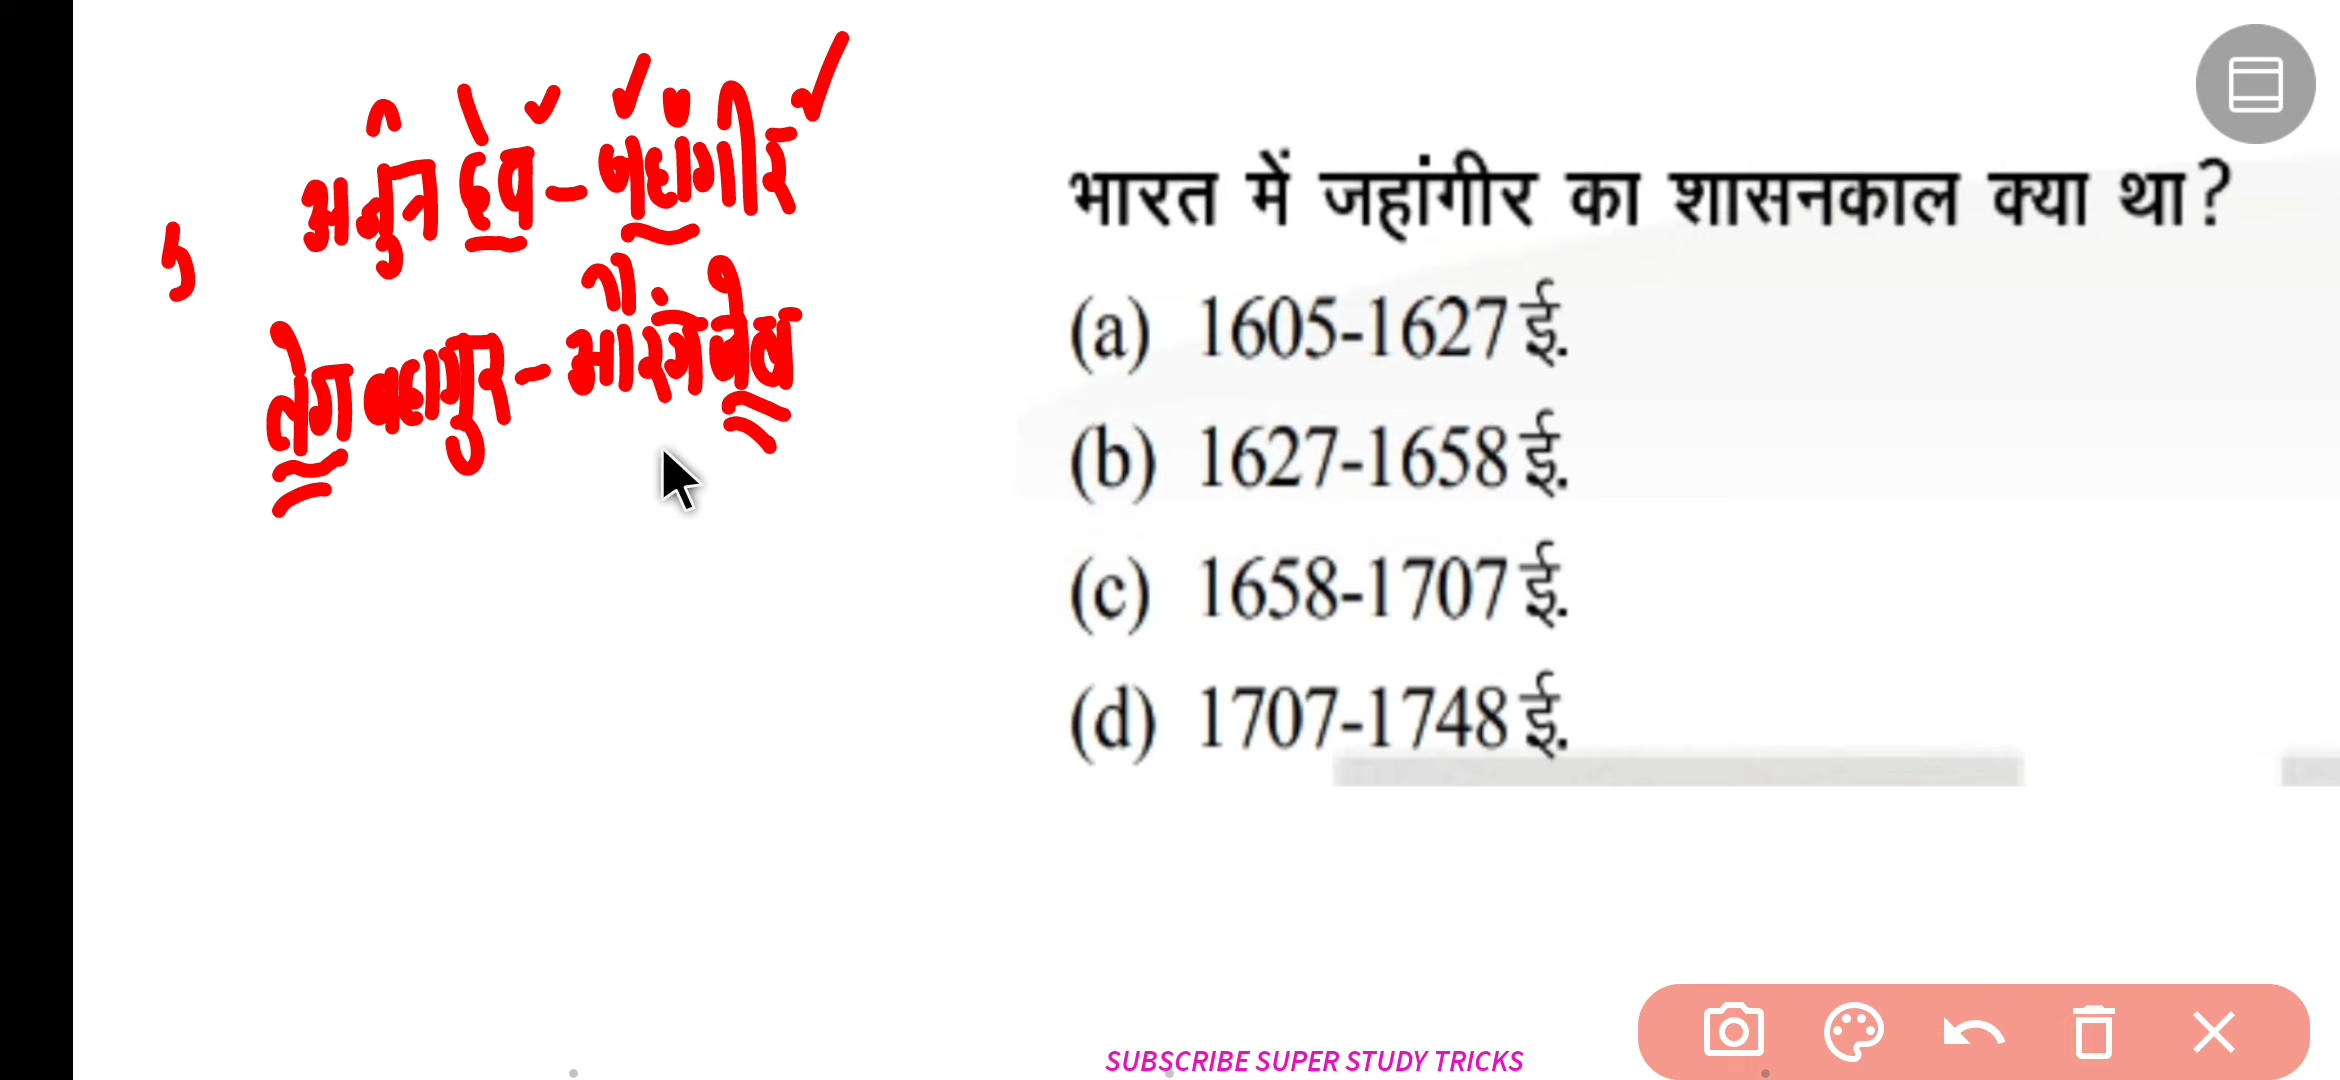 अर्जुन देव - जहांगीर
तेग बहादुर - औरंगजेब
भारत में जहांगीर का शासनकाल क्या था?
(a) 1605-1627 ई.
(b) 1627-1658 ई.
(c) 1658-1707 ई.
(d) 1707-1748 ई.
SUBSCRIBE SUPER STUDY TRICKS